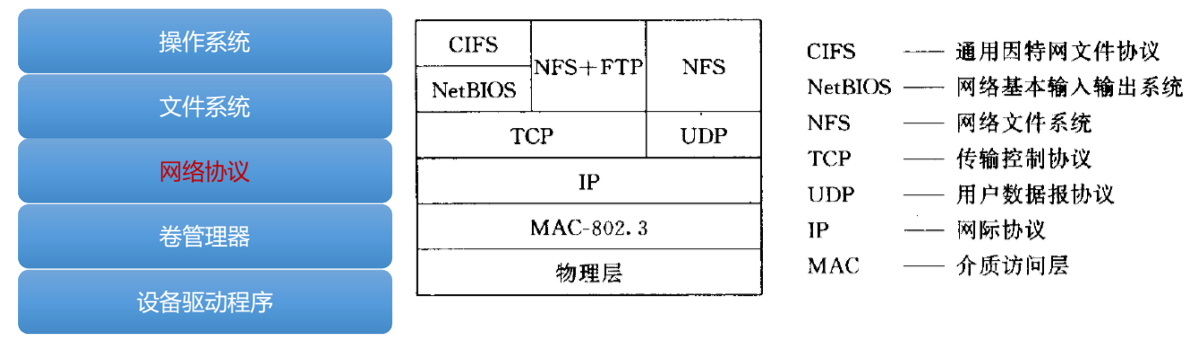 操作系统
文件系统
网络协议
卷管理器
设备驱动程序
CIFS
NetBIOS
NFS+FTP
NFS
TCP
UDP
IP
MAC-802.3
物理层
CIFS —— 通用因特网文件协议
NetBIOS —— 网络基本输入输出系统
NFS —— 网络文件系统
TCP —— 传输控制协议
UDP —— 用户数据报协议
IP —— 网际协议
MAC —— 介质访问层